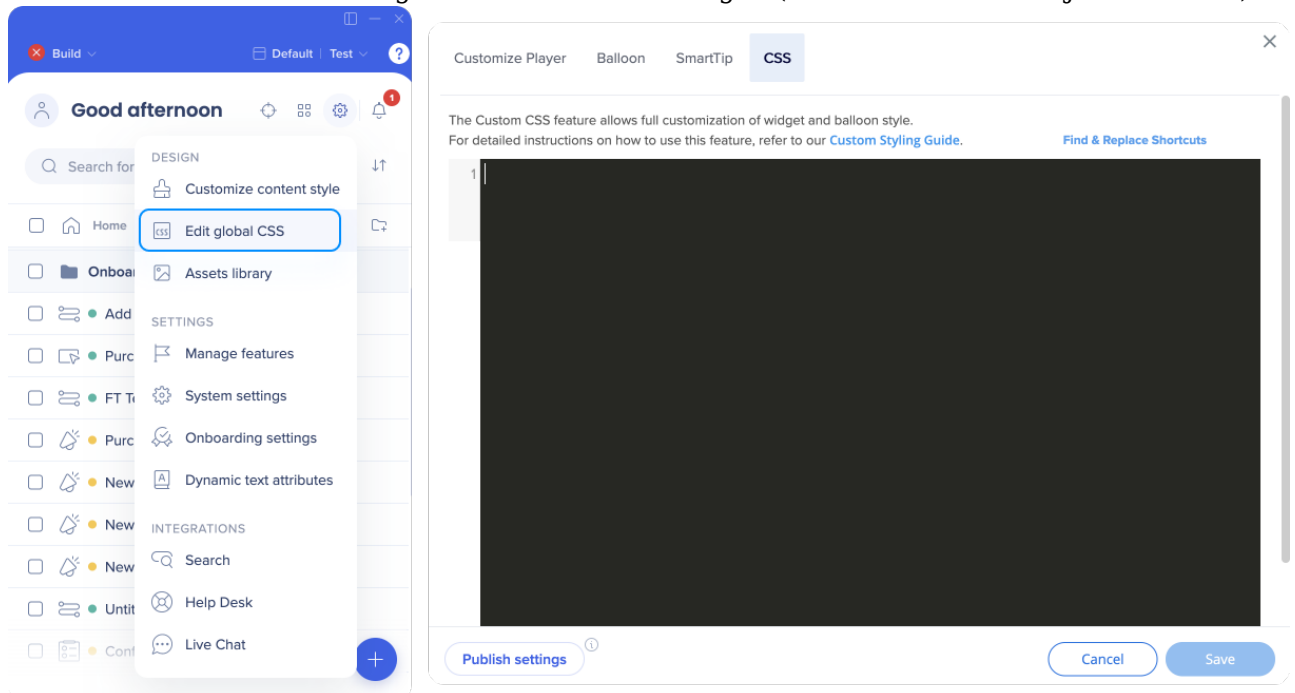 Build
Default | Test
?
Good afternoon
1
Search for
DESIGN
Customize content style
Home
css Edit global CSS
Onboar
Assets library
Add
SETTINGS
Purc
Manage features
FT Te
System settings
Purc
Onboarding settings
New
A Dynamic text attributes
New
INTEGRATIONS
New
Search
Untit
Help Desk
Conf
Live Chat
Customize Player Balloon SmartTip CSS
The Custom CSS feature allows full customization of widget and balloon style.
For detailed instructions on how to use this feature, refer to our Custom Styling Guide. Find & Replace Shortcuts
1
Publish settings
Cancel Save